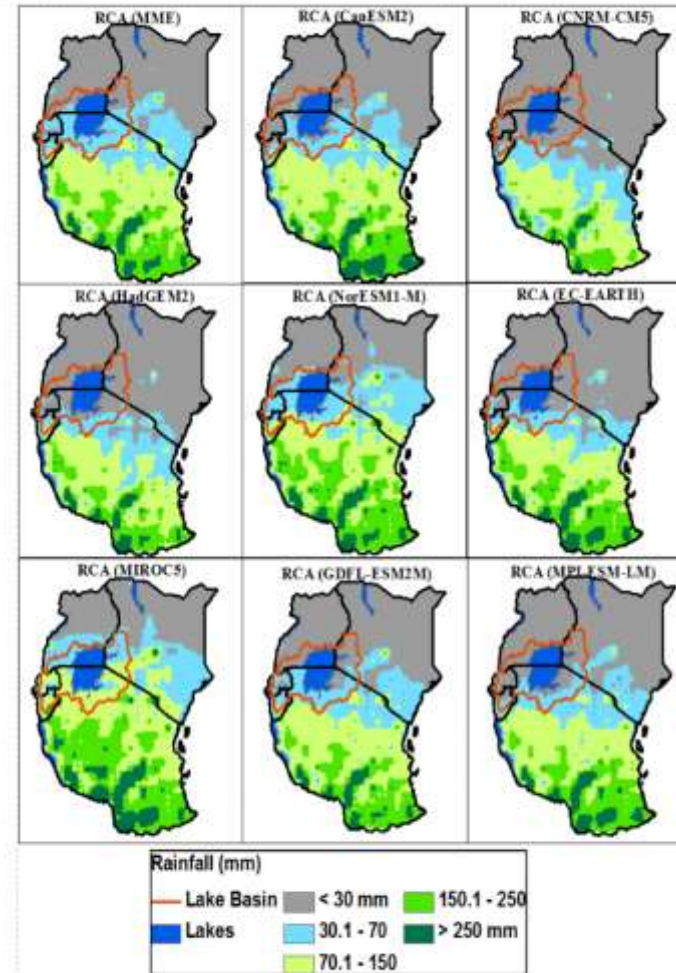 RCA (MME)
RCA (CanESM2)
RCA (CNRM-CM5)
RCA (HadGEM2)
RCA (NorESM1-M)
RCA (EC-EARTH)
RCA (MIROC5)
RCA (GDFL-ESM2M)
RCA (MPI-ESM-LM)
Rainfall (mm)
Lake Basin
< 30 mm
150.1 - 250
Lakes
30.1 - 70
> 250 mm
70.1 - 150